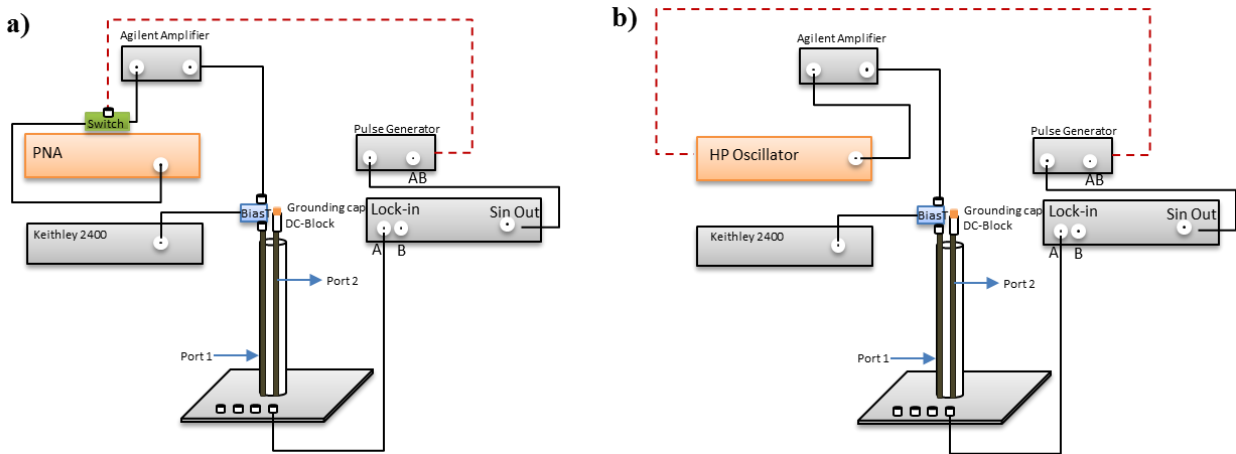 a)
Agilent Amplifier
Switch
PNA
Pulse Generator
AB
BiasT
Grounding cap
DC-Block
Lock-in
Sin Out
A
B
Keithley 2400
Port 2
Port 1
b)
Agilent Amplifier
HP Oscillator
Pulse Generator
AB
BiasT
Grounding cap
DC-Block
Lock-in
Sin Out
A
B
Keithley 2400
Port 2
Port 1